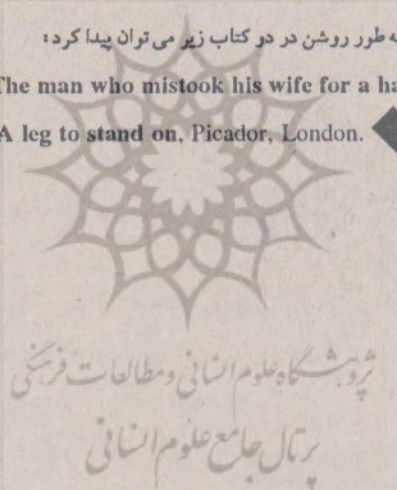 به طور روشن در دو کتاب زیر می توان پیدا کرد:
The man who mistook his wife for a ha
A leg to stand on, Picador, London.
پژوهشگاه علوم انسانی و مطالعات فرهنگی
پرتال جامع علوم انسانی